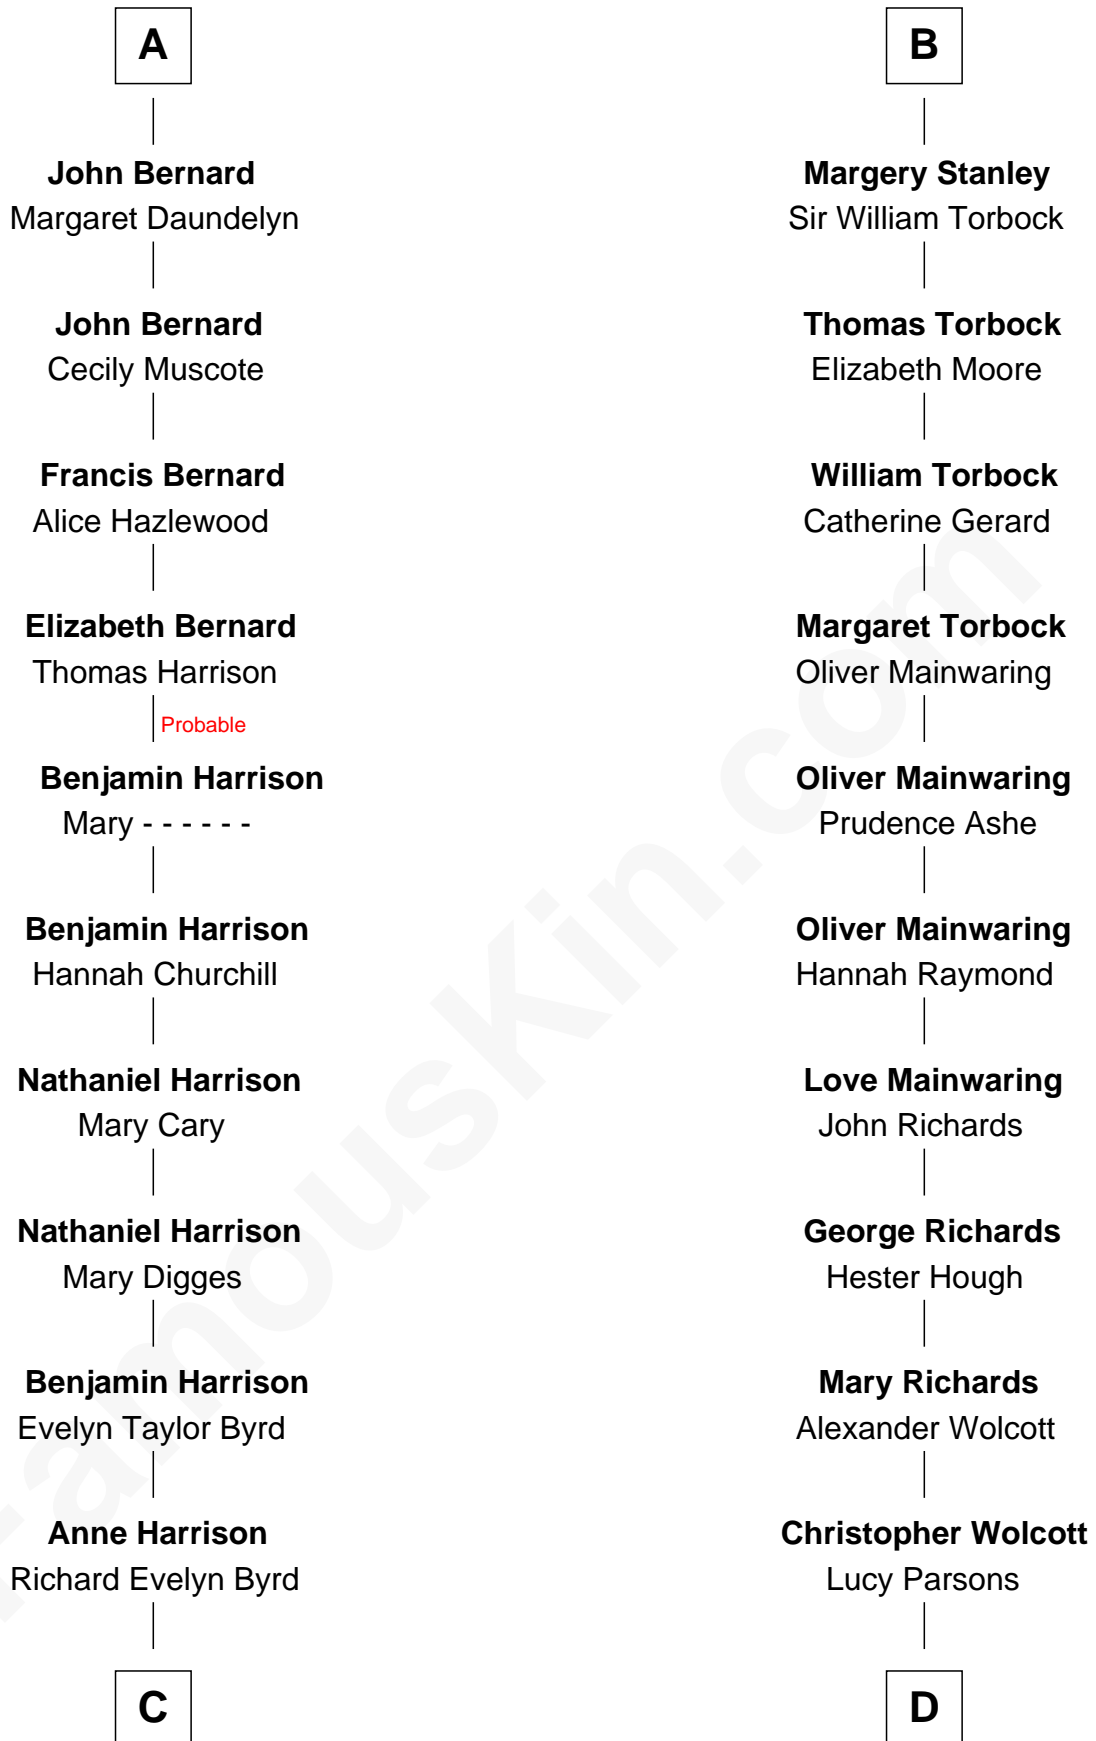 A
John Bernard
Margaret Daundelyn
John Bernard
Cecily Muscote
Francis Bernard
Alice Hazlewood
Elizabeth Bernard
Thomas Harrison
Probable
Benjamin Harrison
Mary - - - - - -
Benjamin Harrison
Hannah Churchill
Nathaniel Harrison
Mary Cary
Nathaniel Harrison
Mary Digges
Benjamin Harrison
Evelyn Taylor Byrd
Anne Harrison
Richard Evelyn Byrd
C
B
Margery Stanley
Sir William Torbock
Thomas Torbock
Elizabeth Moore
William Torbock
Catherine Gerard
Margaret Torbock
Oliver Mainwaring
Oliver Mainwaring
Prudence Ashe
Oliver Mainwaring
Hannah Raymond
Love Mainwaring
John Richards
George Richards
Hester Hough
Mary Richards
Alexander Wolcott
Christopher Wolcott
Lucy Parsons
D
FamousKin.com